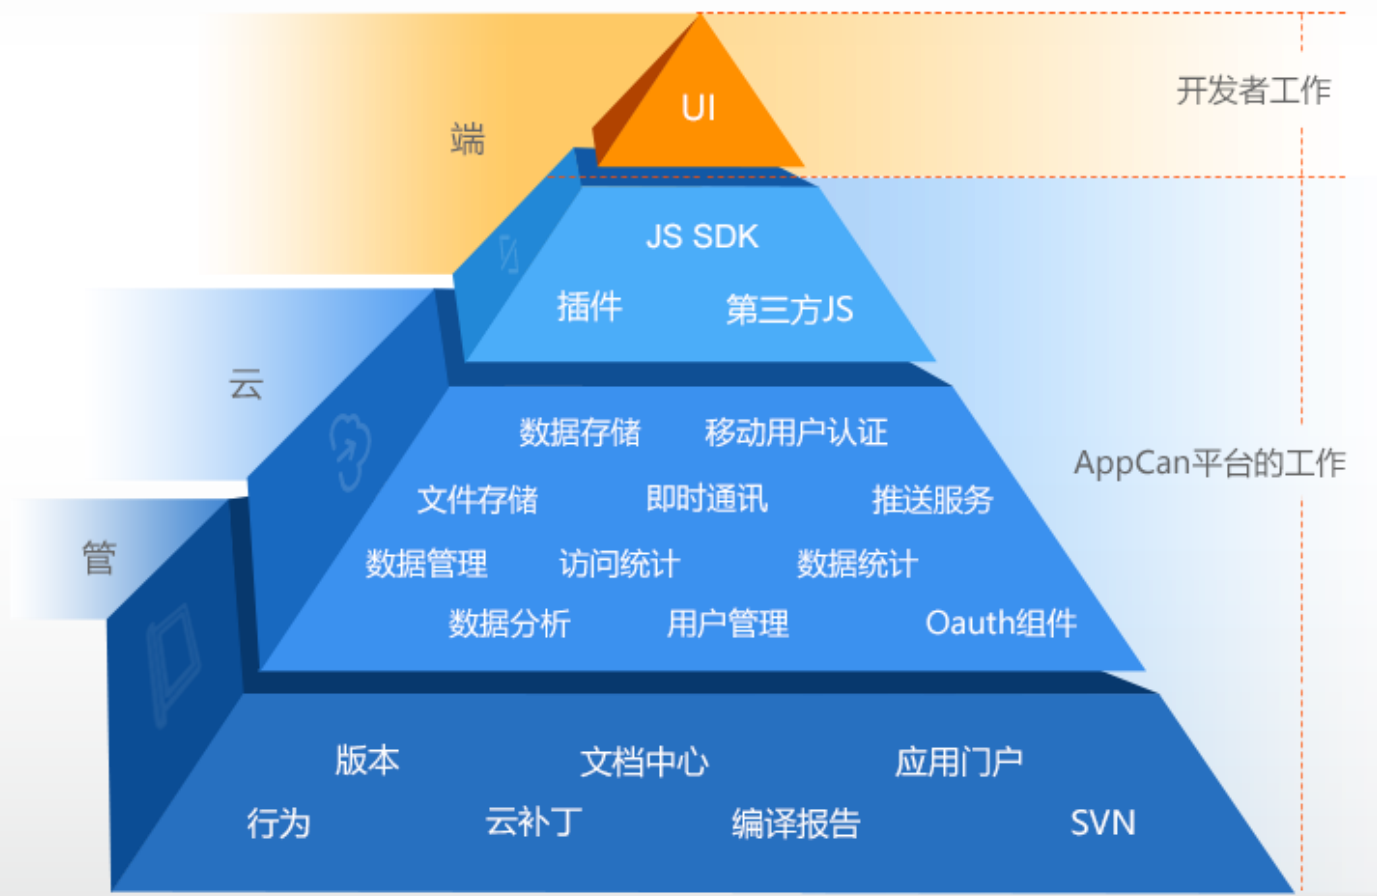 UI
开发者工作
端
JS SDK
插件 第三方JS
云
数据存储 移动用户认证
AppCan平台的工作
文件存储 即时通讯 推送服务
管
数据管理 访问统计 数据统计
数据分析 用户管理 Oauth组件
版本 文档中心 应用门户
行为 云补丁 编译报告 SVN